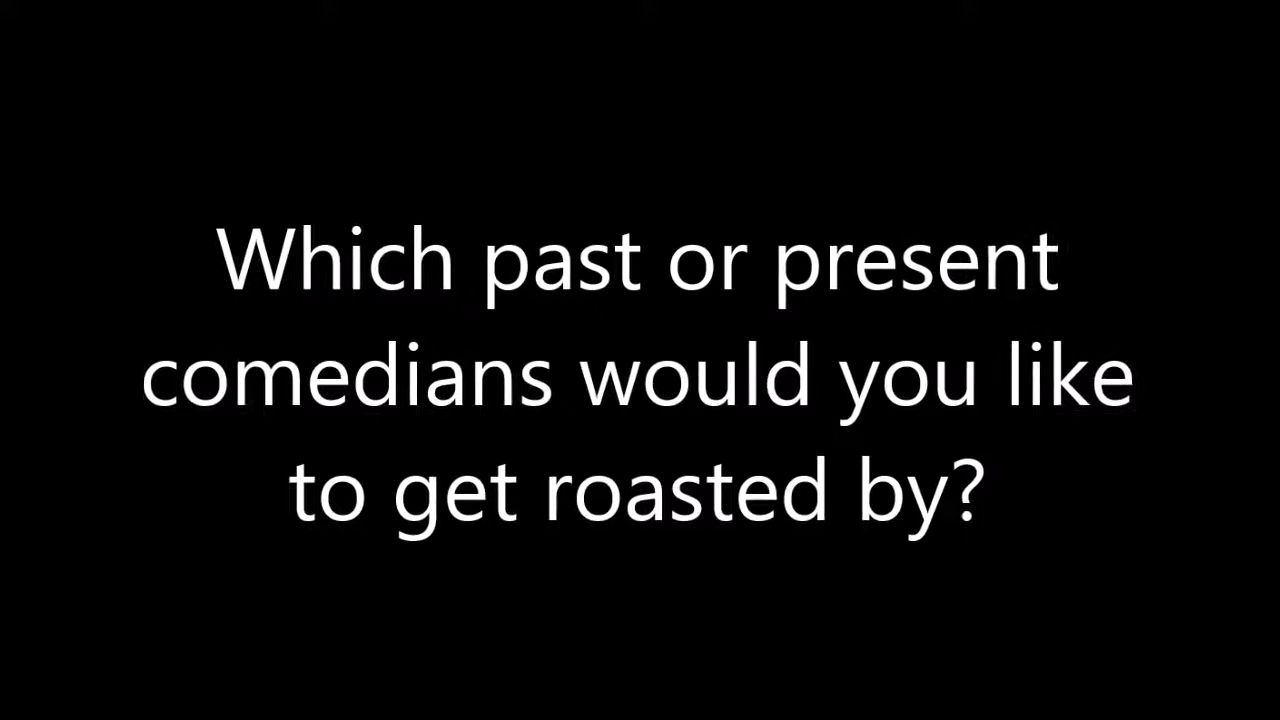 Which past or present
comedians would you like
to get roasted by?